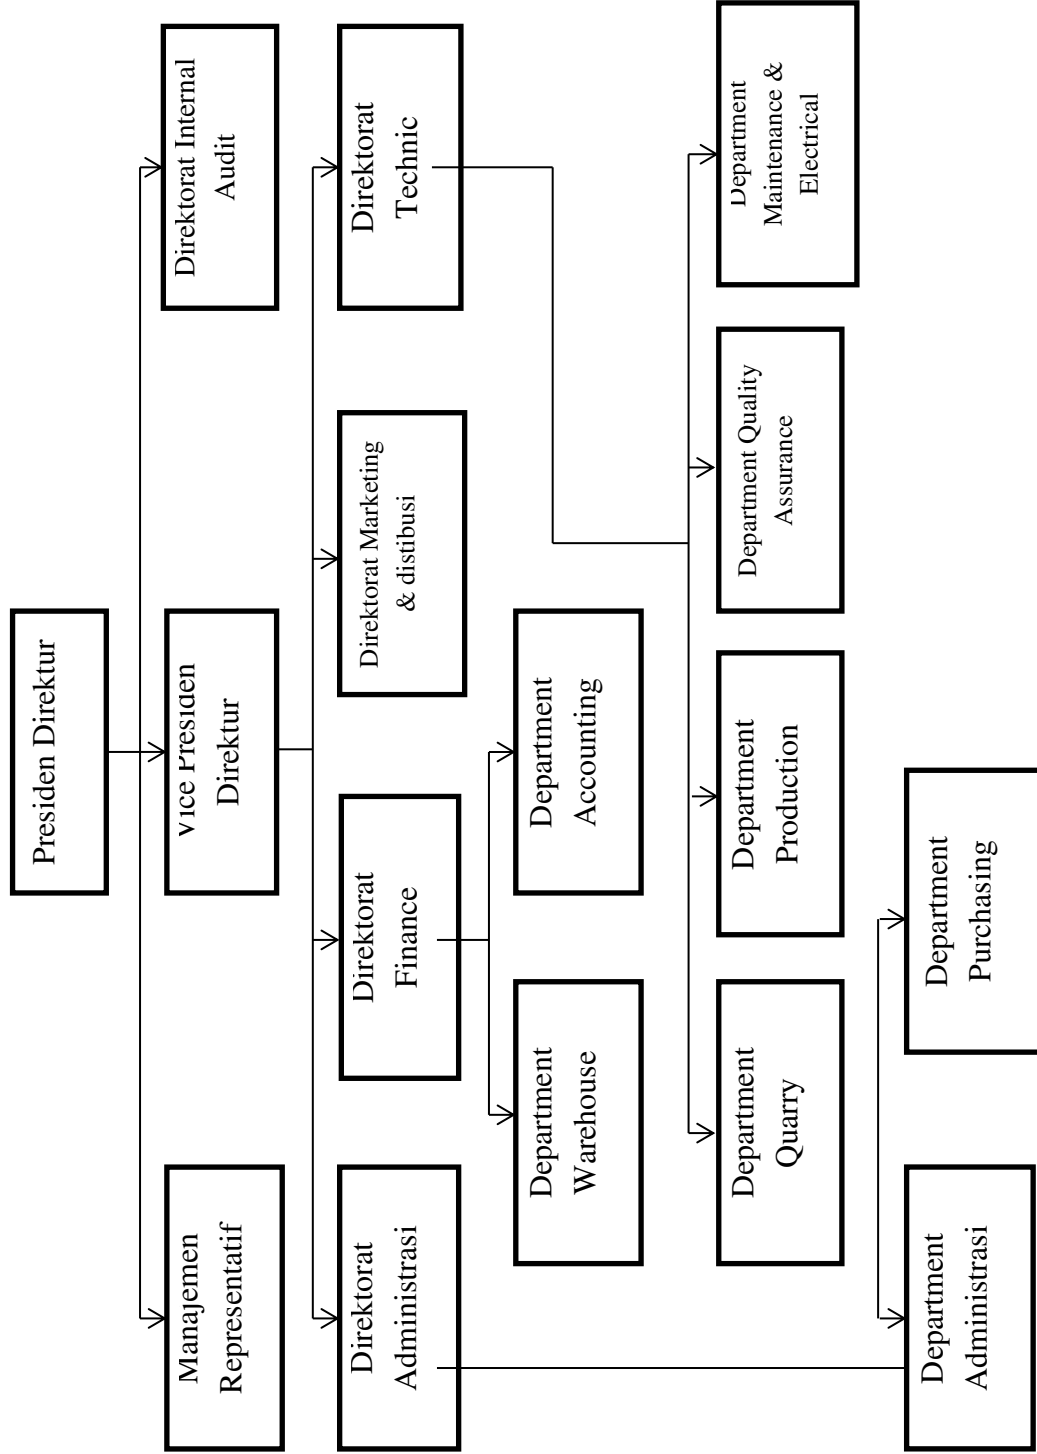 Presiden Direktur
Manajemen
Representatif
Vice Presiden
Direktur
Direktorat Internal
Audit
Direktorat
Administrasi
Direktorat
Finance
Direktorat Marketing
& distibusi
Direktorat
Technic
Department
Warehouse
Department
Accounting
Department
Quarry
Department
Production
Department Quality
Assurance
Department
Maintenance &
Electrical
Department
Administrasi
Department
Purchasing